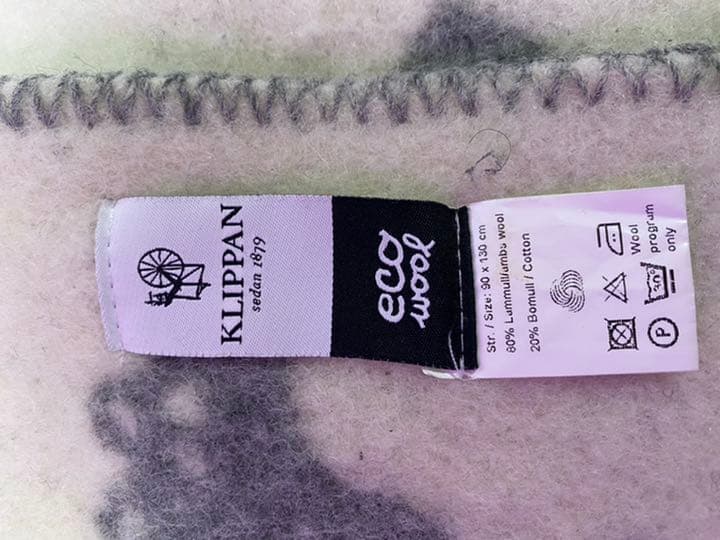 KLIPPAN
sedan 1879
eco
wool
Str. / Size: 90 x 130 cm
80% Lammull/lambs wool
20% Bomull / Cotton
30°
P
Wool
program
only